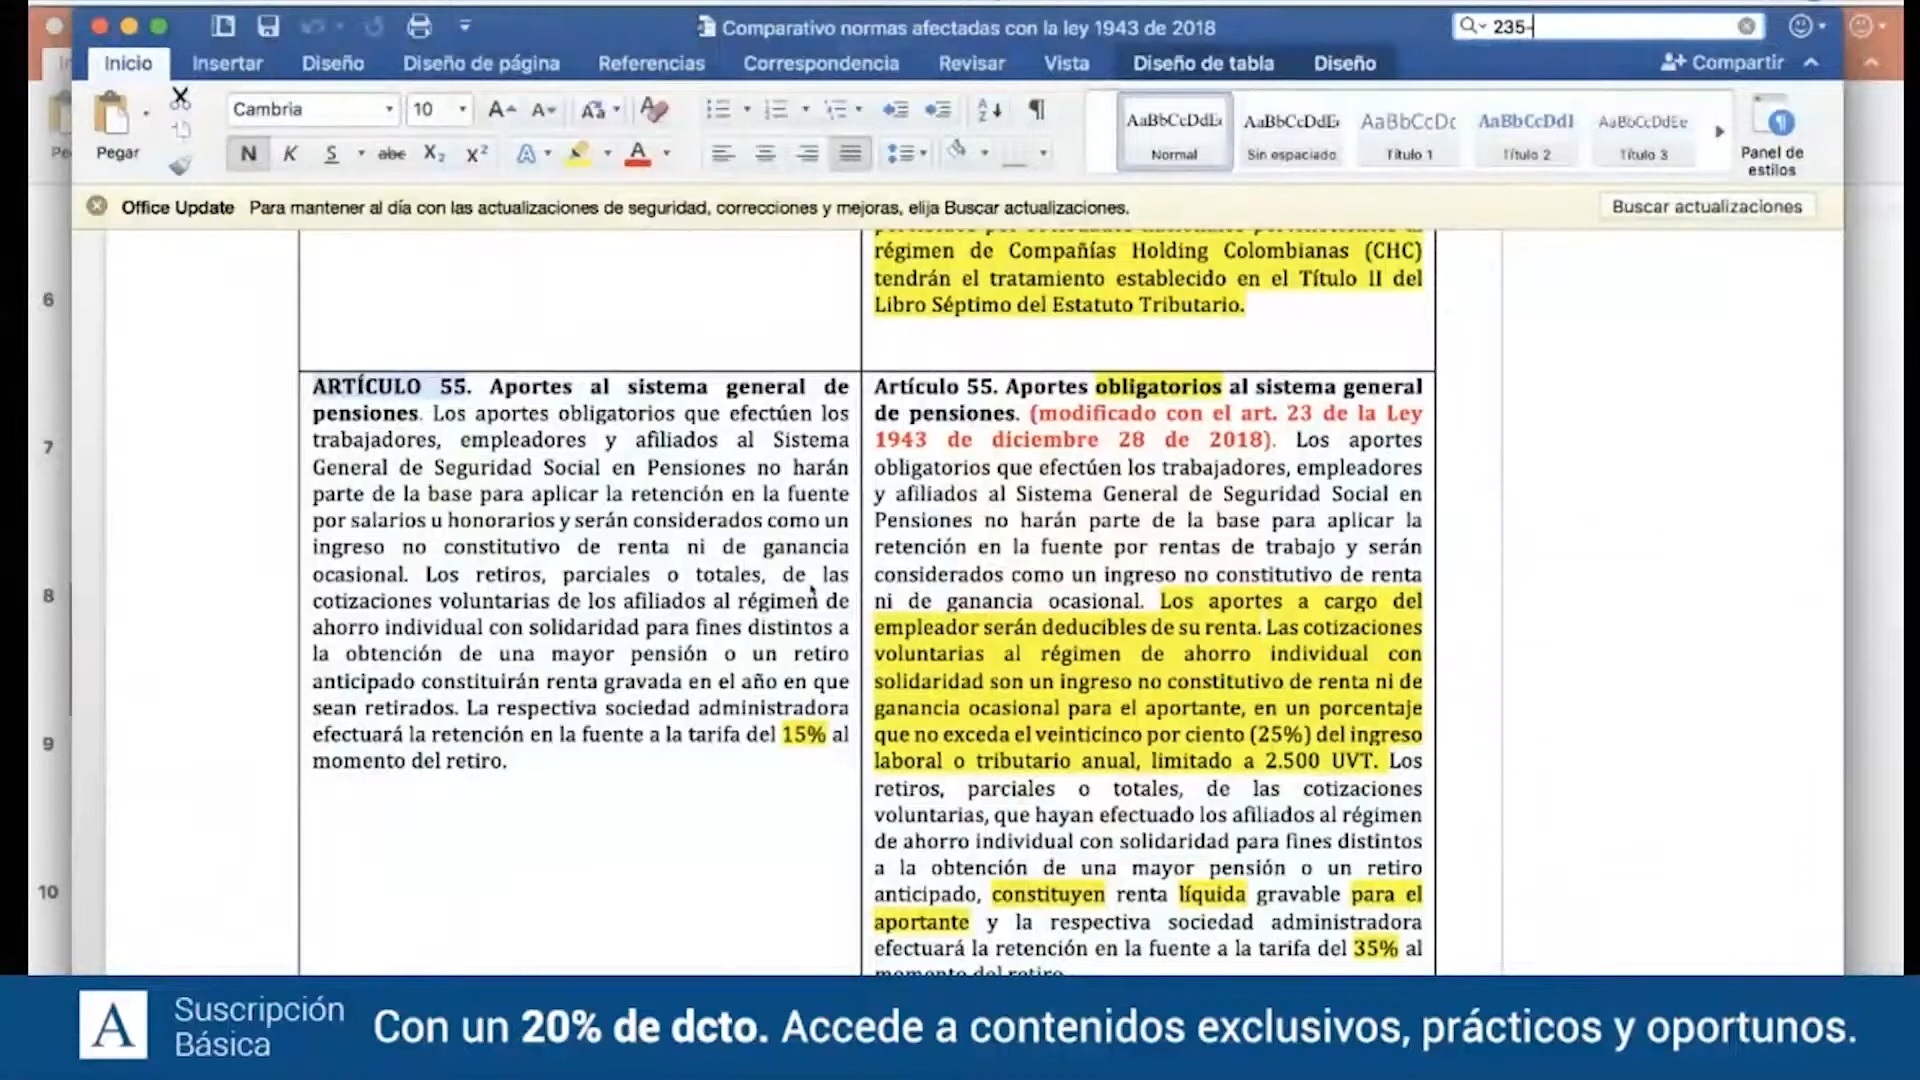 Comparativo normas afectadas con la ley 1943 de 2018
235-
Inicio Insertar Diseño Diseño de página Referencias Correspondencia Revisar Vista Diseño de tabla Diseño Compartir
Cambria 10
Pegar
N K S abc X₂ X² A A
AaBbCcDdEe AaBbCcDdEe AaBbCcDc AaBbCcDdI AaBbCcDdEe
Normal Sin espaciado Título 1 Título 2 Título 3
Panel de
estilos
Office Update Para mantener al día con las actualizaciones de seguridad, correcciones y mejoras, elija Buscar actualizaciones. Buscar actualizaciones
6
7
8
9
10
régimen de Compañías Holding Colombianas (CHC)
tendrán el tratamiento establecido en el Título II del
Libro Séptimo del Estatuto Tributario.
ARTÍCULO 55. Aportes al sistema general de
pensiones. Los aportes obligatorios que efectúen los
trabajadores, empleadores y afiliados al Sistema
General de Seguridad Social en Pensiones no harán
parte de la base para aplicar la retención en la fuente
por salarios u honorarios y serán considerados como un
ingreso no constitutivo de renta ni de ganancia
ocasional. Los retiros, parciales o totales, de las
cotizaciones voluntarias de los afiliados al régimen de
ahorro individual con solidaridad para fines distintos a
la obtención de una mayor pensión o un retiro
anticipado constituirán renta gravada en el año en que
sean retirados. La respectiva sociedad administradora
efectuará la retención en la fuente a la tarifa del 15% al
momento del retiro.
Artículo 55. Aportes obligatorios al sistema general
de pensiones. (modificado con el art. 23 de la Ley
1943 de diciembre 28 de 2018). Los aportes
obligatorios que efectúen los trabajadores, empleadores
y afiliados al Sistema General de Seguridad Social en
Pensiones no harán parte de la base para aplicar la
retención en la fuente por rentas de trabajo y serán
considerados como un ingreso no constitutivo de renta
ni de ganancia ocasional. Los aportes a cargo del
empleador serán deducibles de su renta. Las cotizaciones
voluntarias al régimen de ahorro individual con
solidaridad son un ingreso no constitutivo de renta ni de
ganancia ocasional para el aportante, en un porcentaje
que no exceda el veinticinco por ciento (25%) del ingreso
laboral o tributario anual, limitado a 2.500 UVT. Los
retiros, parciales o totales, de las cotizaciones
voluntarias, que hayan efectuado los afiliados al régimen
de ahorro individual con solidaridad para fines distintos
a la obtención de una mayor pensión o un retiro
anticipado, constituyen renta líquida gravable para el
aportante y la respectiva sociedad administradora
efectuará la retención en la fuente a la tarifa del 35% al
momento del retiro
A
Suscripción
Básica
Con un 20% de dcto. Accede a contenidos exclusivos, prácticos y oportunos.